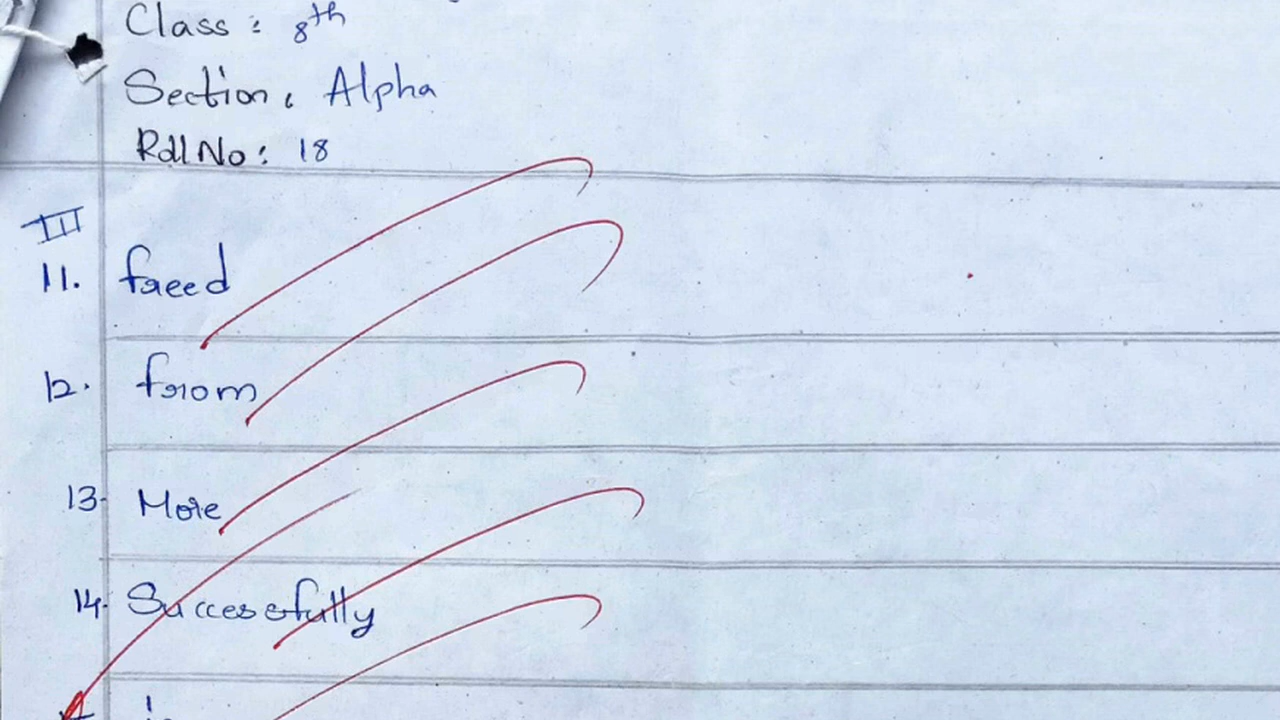 Class : 8th
Section : Alpha
Roll No : 18
III
11. freed
12. from
13. More
14. Successfully